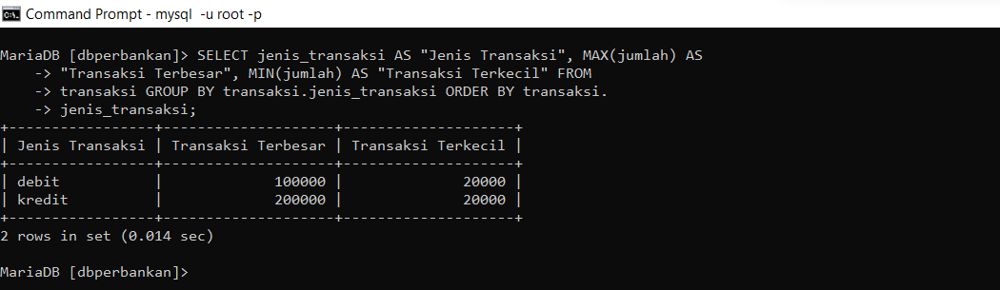 Command Prompt - mysql  -u root -p
MariaDB [dbperbankan]> SELECT jenis_transaksi AS "Jenis Transaksi", MAX(jumlah) AS
    -> "Transaksi Terbesar", MIN(jumlah) AS "Transaksi Terkecil" FROM
    -> transaksi GROUP BY transaksi.jenis_transaksi ORDER BY transaksi.
    -> jenis_transaksi;
+-----------------+--------------------+--------------------+
| Jenis Transaksi | Transaksi Terbesar | Transaksi Terkecil |
+-----------------+--------------------+--------------------+
| debit           |             100000 |              20000 |
| kredit          |             200000 |              20000 |
+-----------------+--------------------+--------------------+
2 rows in set (0.014 sec)
MariaDB [dbperbankan]>